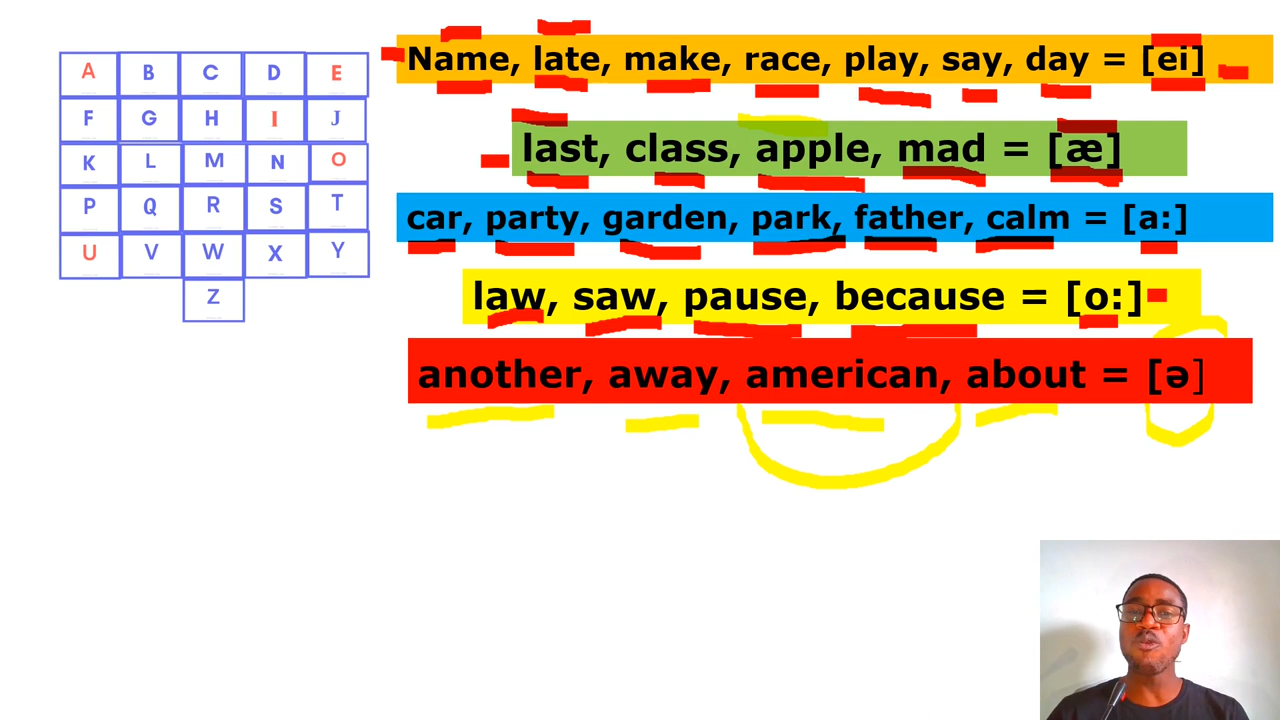 A B C D E
F G H I J
K L M N O
P Q R S T
U V W X Y
Z
Name, late, make, race, play, say, day = [ei]
last, class, apple, mad = [æ]
car, party, garden, park, father, calm = [a:]
law, saw, pause, because = [o:]
another, away, american, about = [ə]